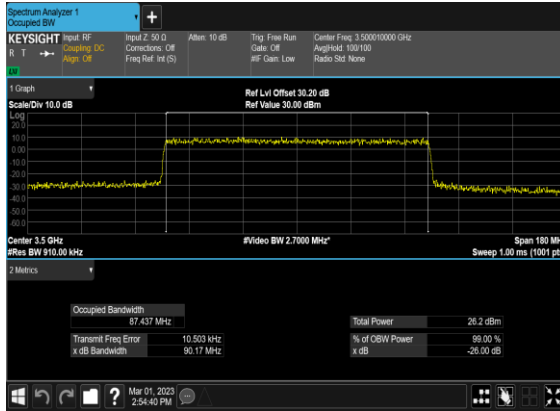 Spectrum Analyzer 1
Occupied BW
KEYSIGHT Input: RF Input Z: 50 Ω Atten: 10 dB Trig: Free Run Center Freq: 3.500010000 GHz
R T Coupling: DC Corrections: Off Gate: Off Avg|Hold: 100/100
Align: Off Freq Ref: Int (S) #IF Gain: Low Radio Std: None
LU
1 Graph
Ref Lvl Offset 30.20 dB
Scale/Div 10.0 dB Ref Value 30.00 dBm
Log
20.0
10.0
0.00
-10.0
-20.0
-30.0
-40.0
-50.0
-60.0
Center 3.5 GHz #Video BW 2.7000 MHz* Span 180 MH
#Res BW 910.00 kHz Sweep 1.00 ms (1001 pt
2 Metrics
Occupied Bandwidth
87.437 MHz Total Power 26.2 dBm
Transmit Freq Error 10.503 kHz % of OBW Power 99.00 %
x dB Bandwidth 90.17 MHz x dB -26.00 dB
? Mar 01, 2023
2:54:40 PM